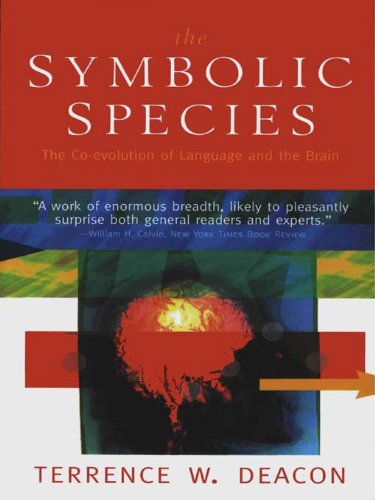 the
SYMBOLIC
SPECIES
The Co-evolution of Language and the Brain
“A work of enormous breadth, likely to pleasantly
surprise both general readers and experts.”
—William H. Calvin, New York Times Book Review
TERRENCE W. DEACON